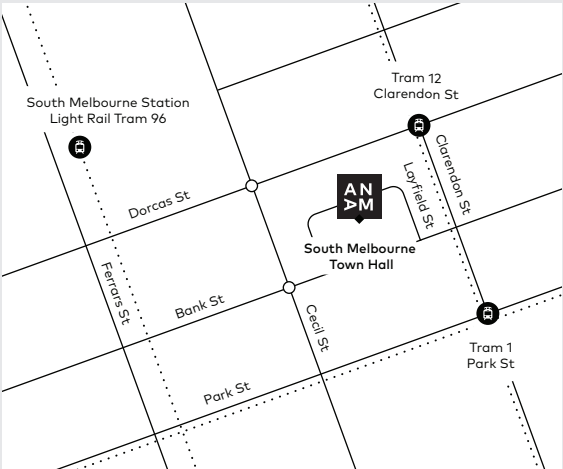 Tram 12
Clarendon St
South Melbourne Station
Light Rail Tram 96
Clarendon St
Layfield St
AN
AM
Dorcas St
South Melbourne
Town Hall
Ferrars St
Bank St
Cecil St
Tram 1
Park St
Park St